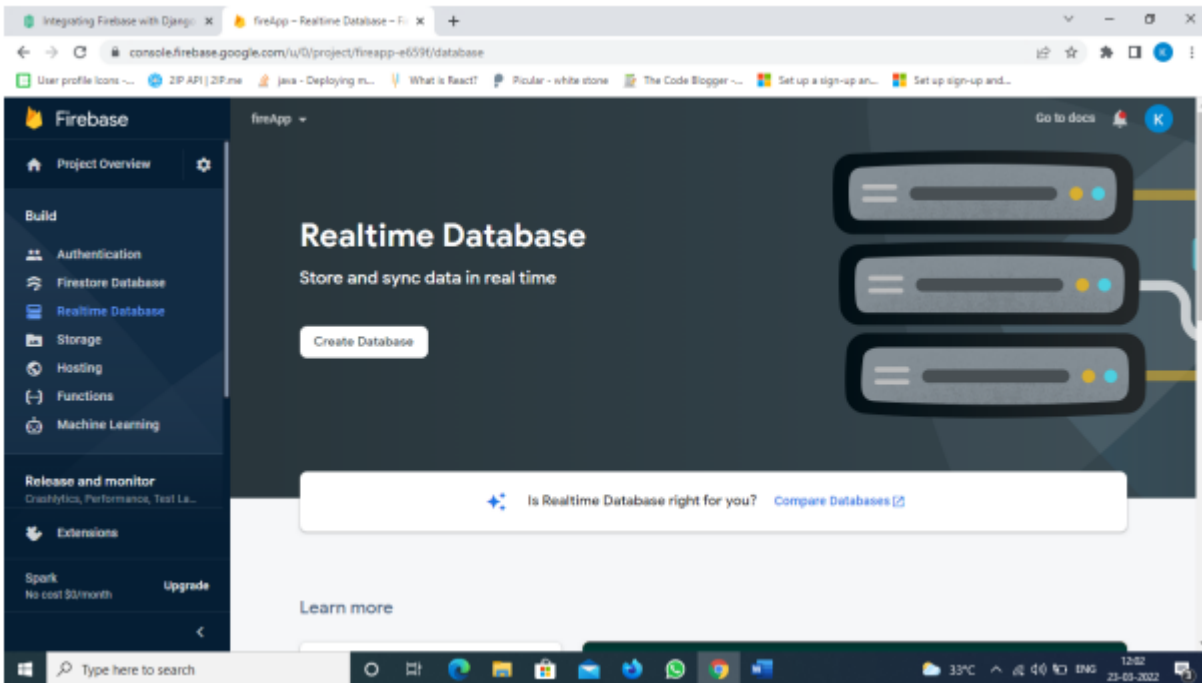 Integrating Firebase with Django
fireApp – Realtime Database – Fi
console.firebase.google.com/u/0/project/fireapp-e659f/database
User profile Icons -...
2IP API | 2IP.me
java - Deploying m...
What is React?
Picular - white stone
The Code Blogger -...
Set up a sign-up an...
Set up sign-up and...
Firebase
fireApp
Go to docs
K
Project Overview
Build
Authentication
Firestore Database
Realtime Database
Storage
Hosting
Functions
Machine Learning
Release and monitor
Crashlytics, Performance, Test La...
Extensions
Spark
No cost $0/month
Upgrade
Realtime Database
Store and sync data in real time
Create Database
Is Realtime Database right for you? Compare Databases
Learn more
Type here to search
33°C
ENG
12:02
23-03-2022